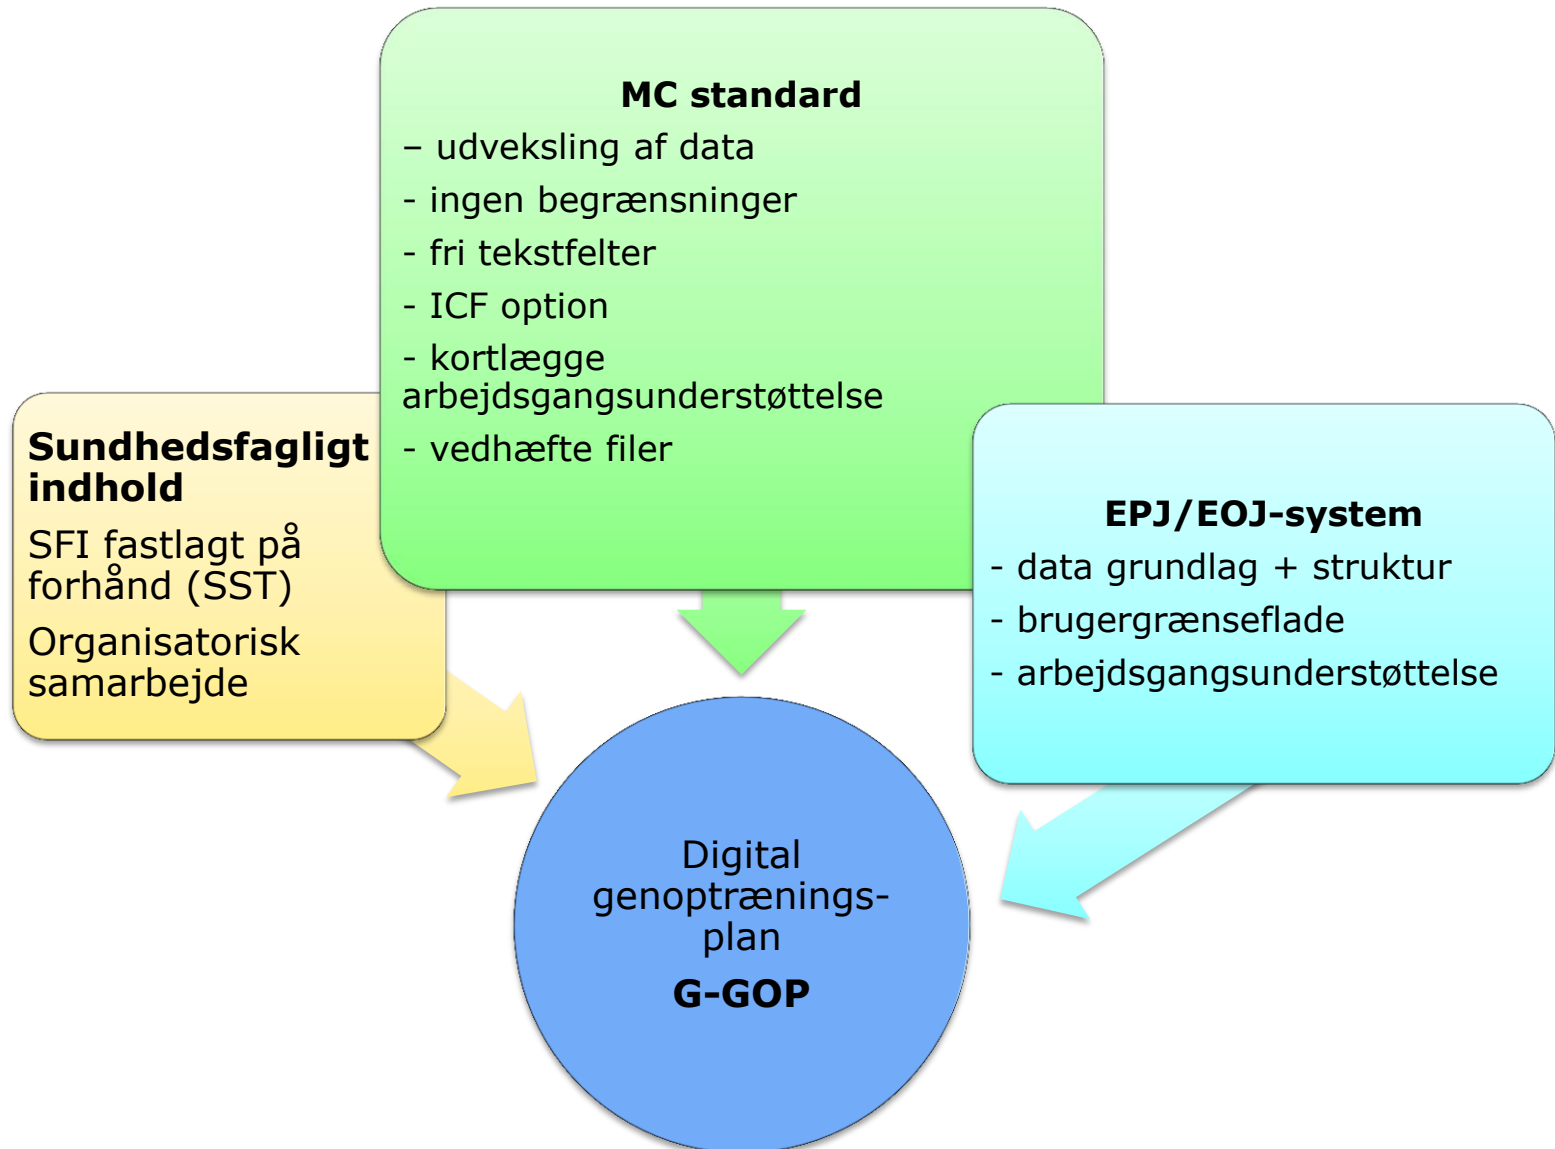 MC standard
– udveksling af data
- ingen begrænsninger
- fri tekstfelter
- ICF option
- kortlægge
arbejdsgangsunderstøttelse
- vedhæfte filer
Sundhedsfagligt
indhold
SFI fastlagt på
forhånd (SST)
Organisatorisk
samarbejde
EPJ/EOJ-system
- data grundlag + struktur
- brugergrænseflade
- arbejdsgangsunderstøttelse
Digital
genoptrænings-
plan
G-GOP